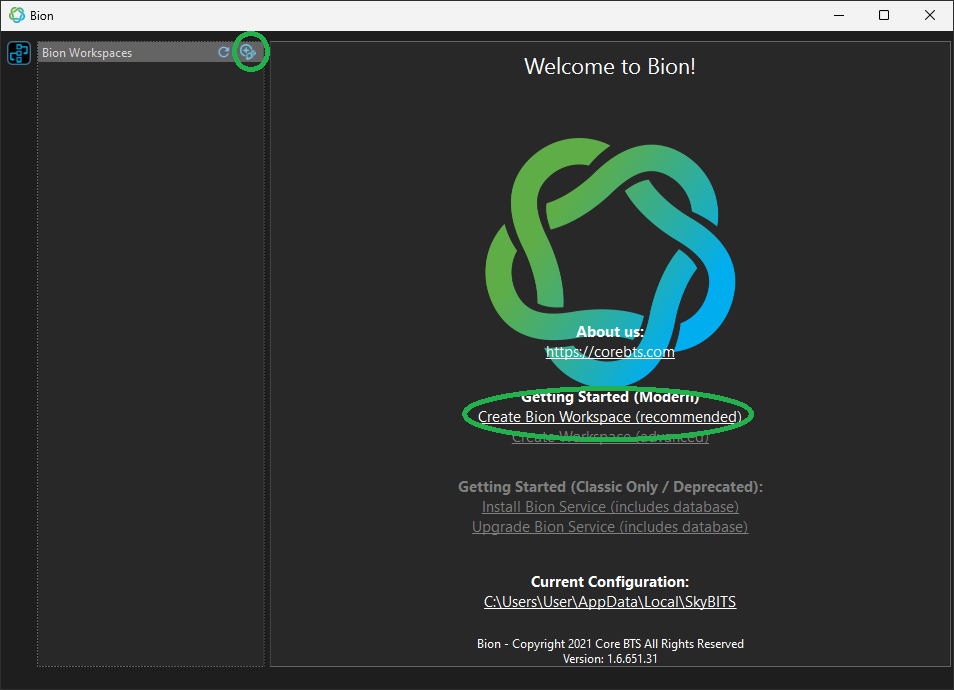 Bion
Bion Workspaces
Welcome to Bion!
About us:
https://corebts.com
Getting Started (Modern)
Create Bion Workspace (recommended)
Create Workspace (advanced)
Getting Started (Classic Only / Deprecated):
Install Bion Service (includes database)
Upgrade Bion Service (includes database)
Current Configuration:
C:\Users\User\AppData\Local\SkyBITS
Bion - Copyright 2021 Core BTS All Rights Reserved
Version: 1.6.651.31